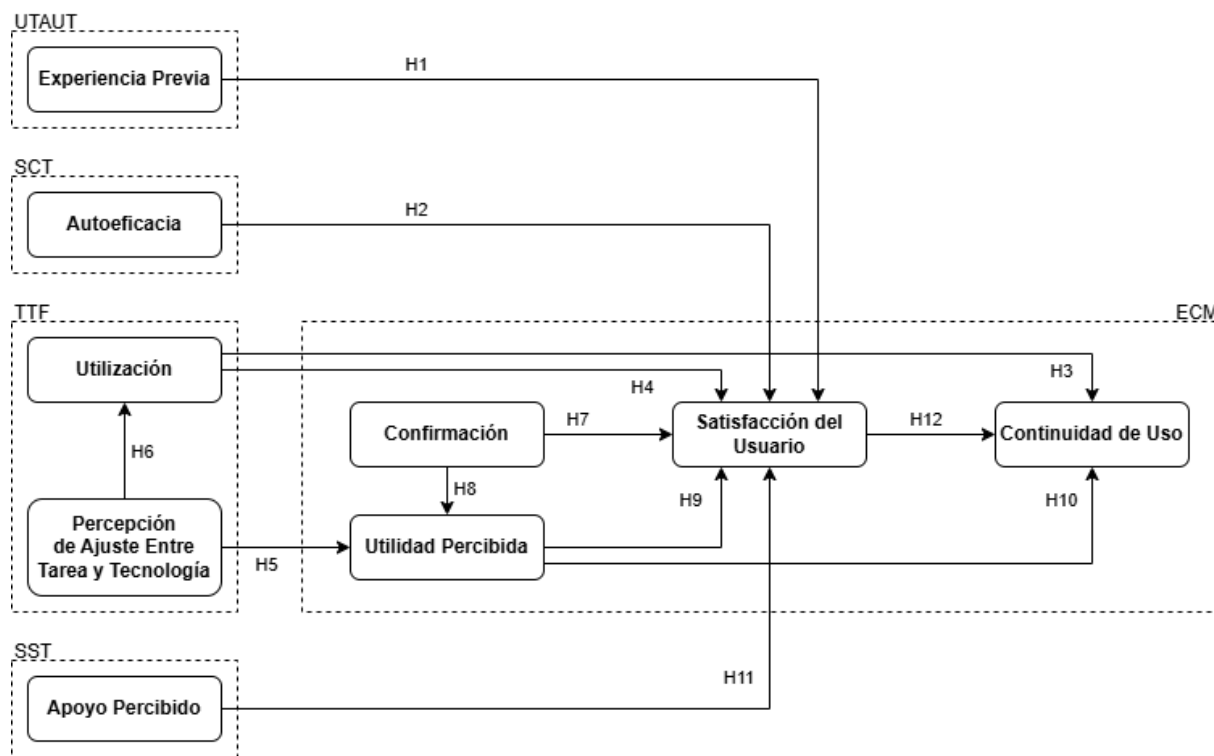 UTAUT
Experiencia Previa
H1
SCT
Autoeficacia
H2
TTF
ECM
Utilización
H3
H4
Confirmación
H7
Satisfacción del
Usuario
H12
Continuidad de Uso
H6
H8
H9
H10
Percepción
de Ajuste Entre
Tarea y Tecnología
H5
Utilidad Percibida
SST
H11
Apoyo Percibido